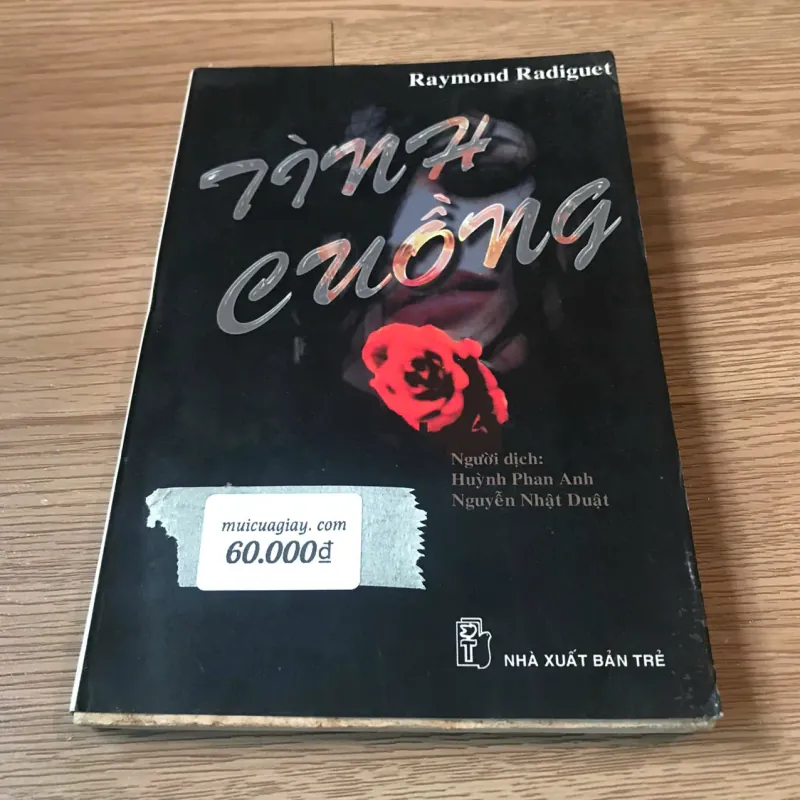 Raymond Radiguet
TÌNH
CUỒNG
Người dịch:
Huỳnh Phan Anh
Nguyễn Nhật Duật
muicuagiay. com
60.000đ
NHÀ XUẤT BẢN TRẺ